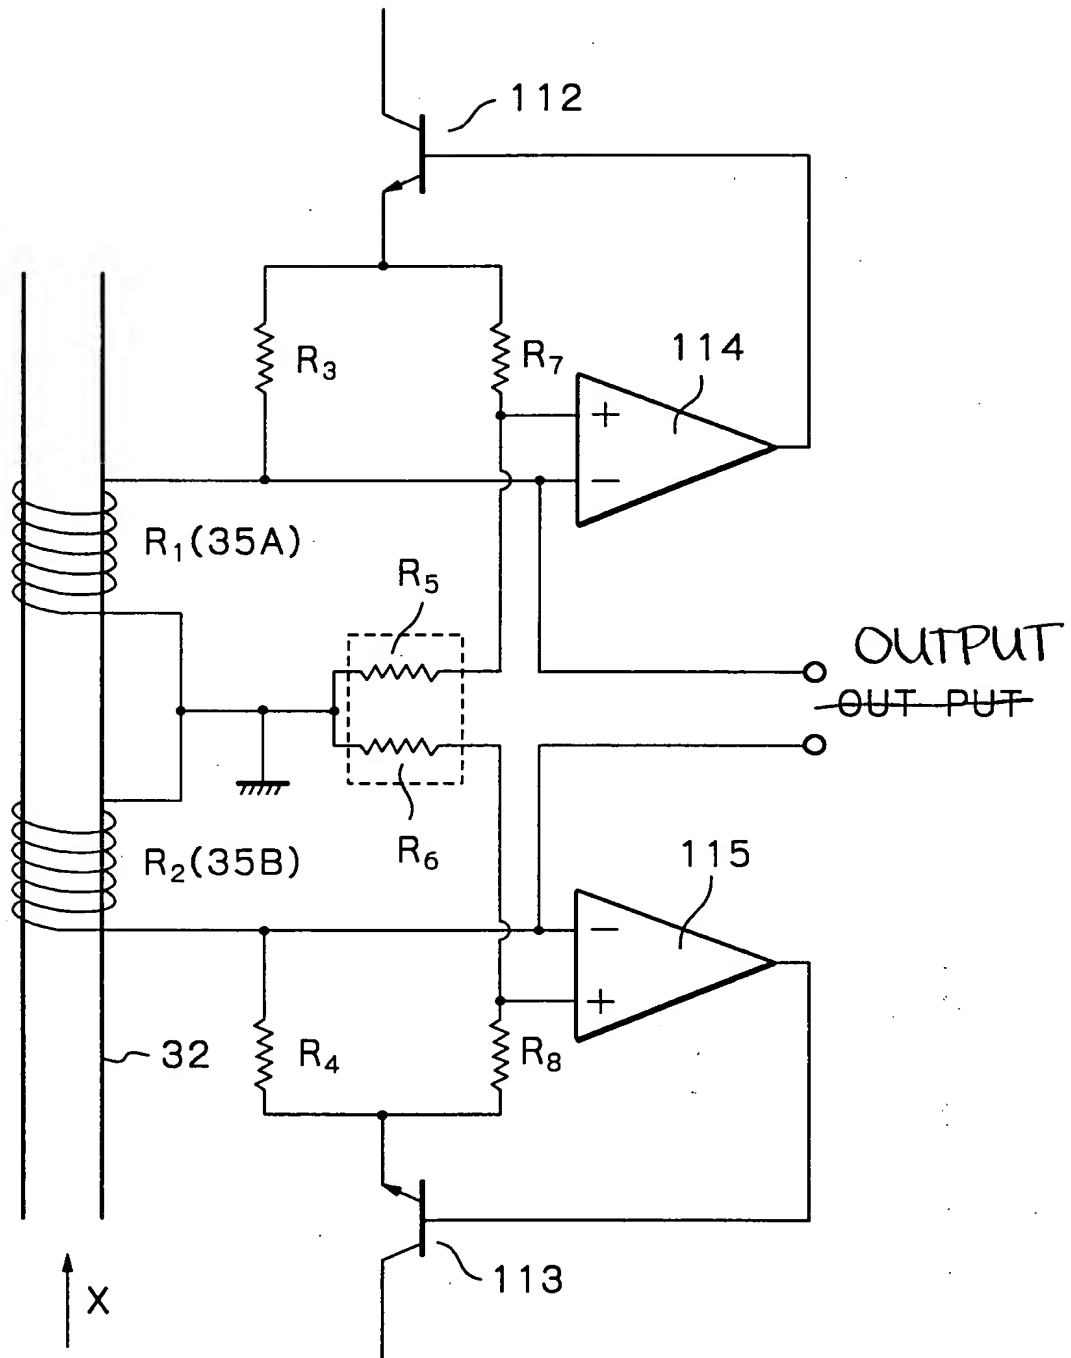 112
R3
R7
114
+
−
R1(35A)
R5
OUTPUT
OUT PUT
R6
R2(35B)
115
−
+
32
R4
R8
113
X